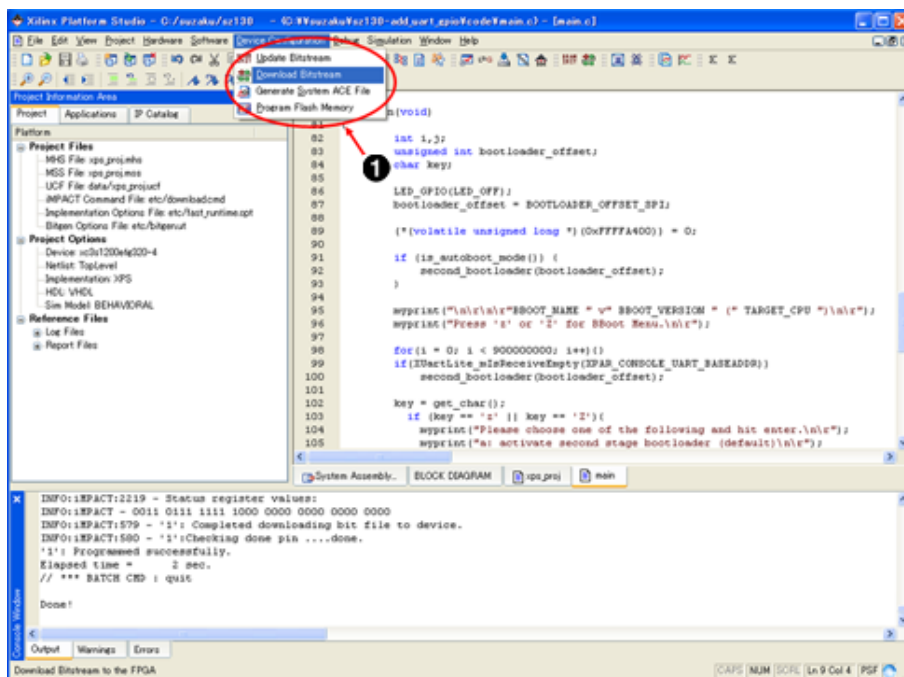 Xilinx Platform Studio - C:/suzaku/sz130 - (D:¥¥suzaku¥sz130-add_uart_gpio¥code¥main.c) - [main.c]
File Edit View Project Hardware Software Device Configuration Debug Simulation Window Help
Update Bitstream
Download Bitstream
Generate System ACE File
Program Flash Memory
1
Project Information Area
Project Applications IP Catalog
Platform
Project Files
MHS File: xps_proj.mhs
MSS File: xps_proj.mss
UCF File: data/xps_proj.ucf
iMPACT Command File: etc/download.cmd
Implementation Options File: etc/fast_runtime.opt
Bitgen Options File: etc/bitgen.ut
Project Options
Device: xc3s1200efg320-4
Netlist: TopLevel
Implementation: XPS
HDL: VHDL
Sim Model: BEHAVIORAL
Reference Files
Log Files
Report Files
(void)
82 int i,j;
83 unsigned int bootloader_offset;
84 char key;
85
86 LED_GPIO(LED_OFF);
87 bootloader_offset = BOOTLOADER_OFFSET_SPI;
88
89 (*(volatile unsigned long *)(0xFFFFA400)) = 0;
90
91 if (is_autoboot_mode()) {
92 second_bootloader(bootloader_offset);
93 }
94
95 myprint("\n\r\n\r"BBOOT_NAME " v" BBOOT_VERSION " (" TARGET_CPU ")\n\r");
96 myprint("Press 'z' or 'Z' for BBoot Menu.\n\r");
97
98 for(i = 0; i < 900000000; i++){}
99 if(XUartLite_mIsReceiveEmpty(XPAR_CONSOLE_UART_BASEADDR))
100 second_bootloader(bootloader_offset);
101
102 key = get_char();
103 if (key == 'z' || key == 'Z'){
104 myprint("Please choose one of the following and hit enter.\n\r");
105 myprint("a: activate second stage bootloader (default)\n\r");
System Assembly.. BLOCK DIAGRAM xps_proj main
INFO:iMPACT:2219 - Status register values:
INFO:iMPACT - 0011 0111 1111 1000 0000 0000 0000 0000
INFO:iMPACT:579 - '1': Completed downloading bit file to device.
INFO:iMPACT:580 - '1':Checking done pin ....done.
'1': Programmed successfully.
Elapsed time = 2 sec.
// *** BATCH CMD : quit
Done!
Console Window
Output Warnings Errors
Download Bitstream to the FPGA
CAPS NUM SCRL Ln 9 Col 4 PSF